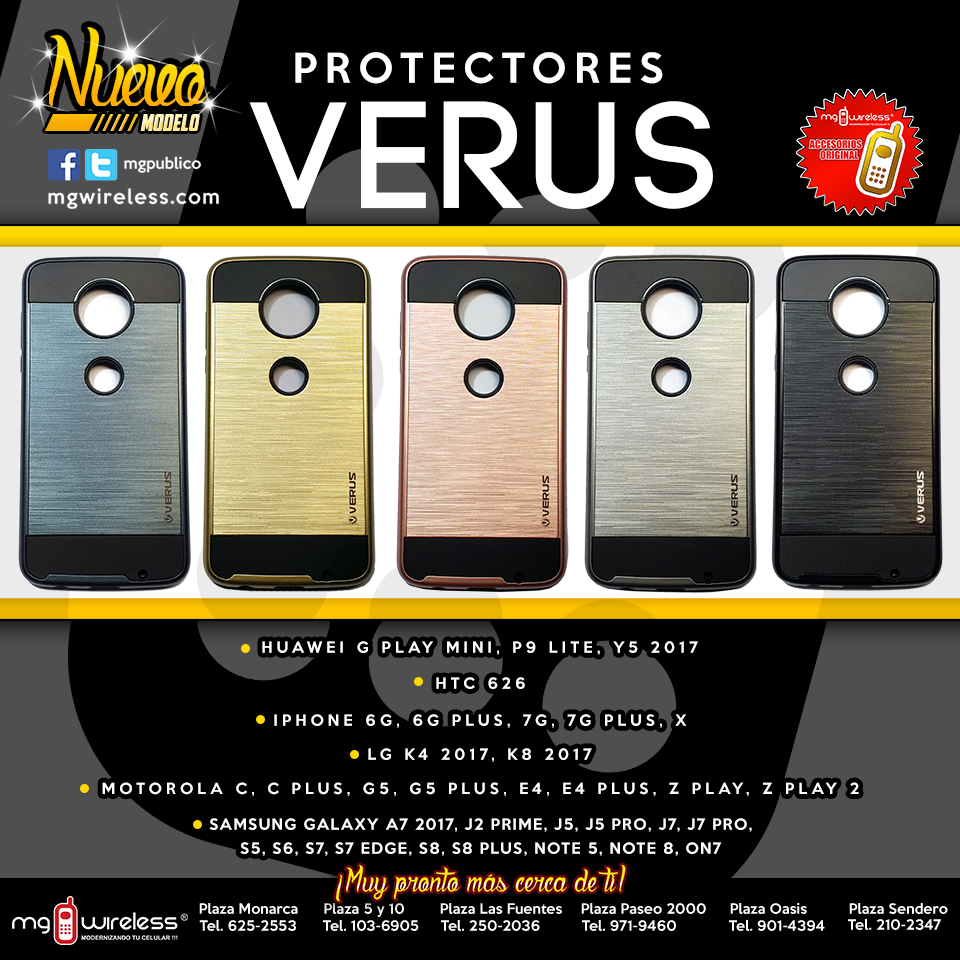 Nuevo
MODELO
mgpublico
mgwireless.com
PROTECTORES
VERUS
mg wireless®
MODERNIZANDO TU CELULAR !!!
ACCESORIOS
ORIGINAL
VERUS
VERUS
VERUS
VERUS
VERUS
HUAWEI G PLAY MINI, P9 LITE, Y5 2017
HTC 626
IPHONE 6G, 6G PLUS, 7G, 7G PLUS, X
LG K4 2017, K8 2017
MOTOROLA C, C PLUS, G5, G5 PLUS, E4, E4 PLUS, Z PLAY, Z PLAY 2
SAMSUNG GALAXY A7 2017, J2 PRIME, J5, J5 PRO, J7, J7 PRO,
S5, S6, S7, S7 EDGE, S8, S8 PLUS, NOTE 5, NOTE 8, ON7
¡Muy pronto más cerca de ti!
mg wireless®
MODERNIZANDO TU CELULAR !!!
Plaza Monarca
Tel. 625-2553
Plaza 5 y 10
Tel. 103-6905
Plaza Las Fuentes
Tel. 250-2036
Plaza Paseo 2000
Tel. 971-9460
Plaza Oasis
Tel. 901-4394
Plaza Sendero
Tel. 210-2347